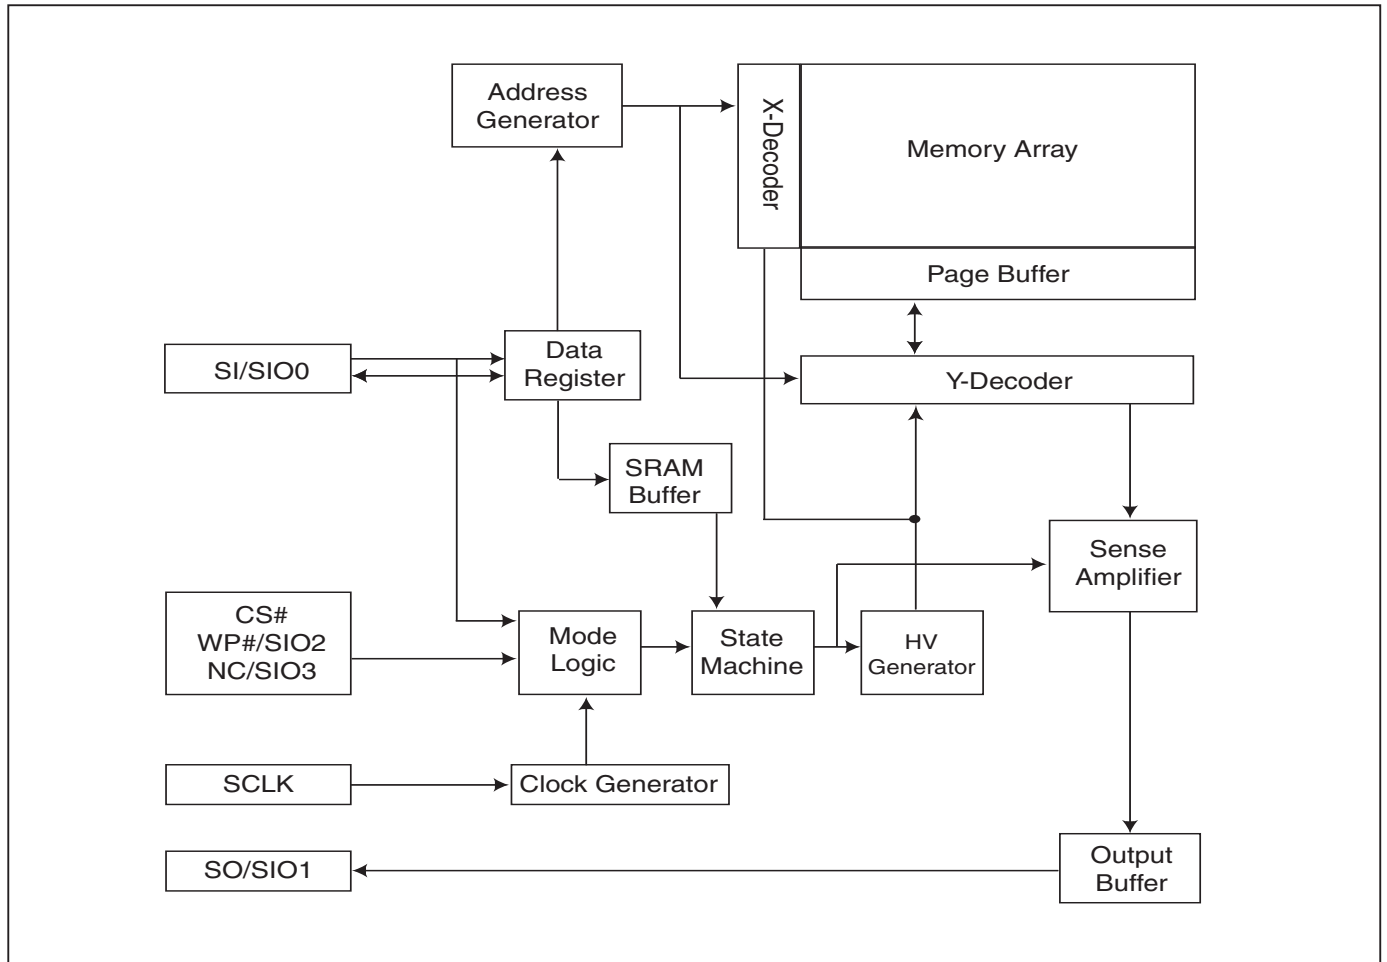 Address
Generator
X-Decoder
Memory Array
Page Buffer
SI/SIO0
Data
Register
Y-Decoder
SRAM
Buffer
Sense
Amplifier
CS#
WP#/SIO2
NC/SIO3
Mode
Logic
State
Machine
HV
Generator
SCLK
Clock Generator
SO/SIO1
Output
Buffer